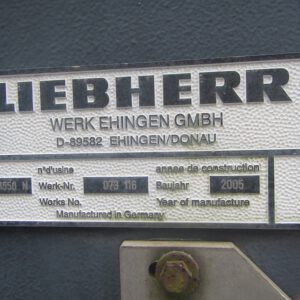 LIEBHERR
WERK EHINGEN GMBH
D-89582 EHINGEN/DONAU
n°d'usine annee de construction
Werk-Nr. 079 116 Baujahr 2005
Works No. Year of manufacture
Manufactured in Germany